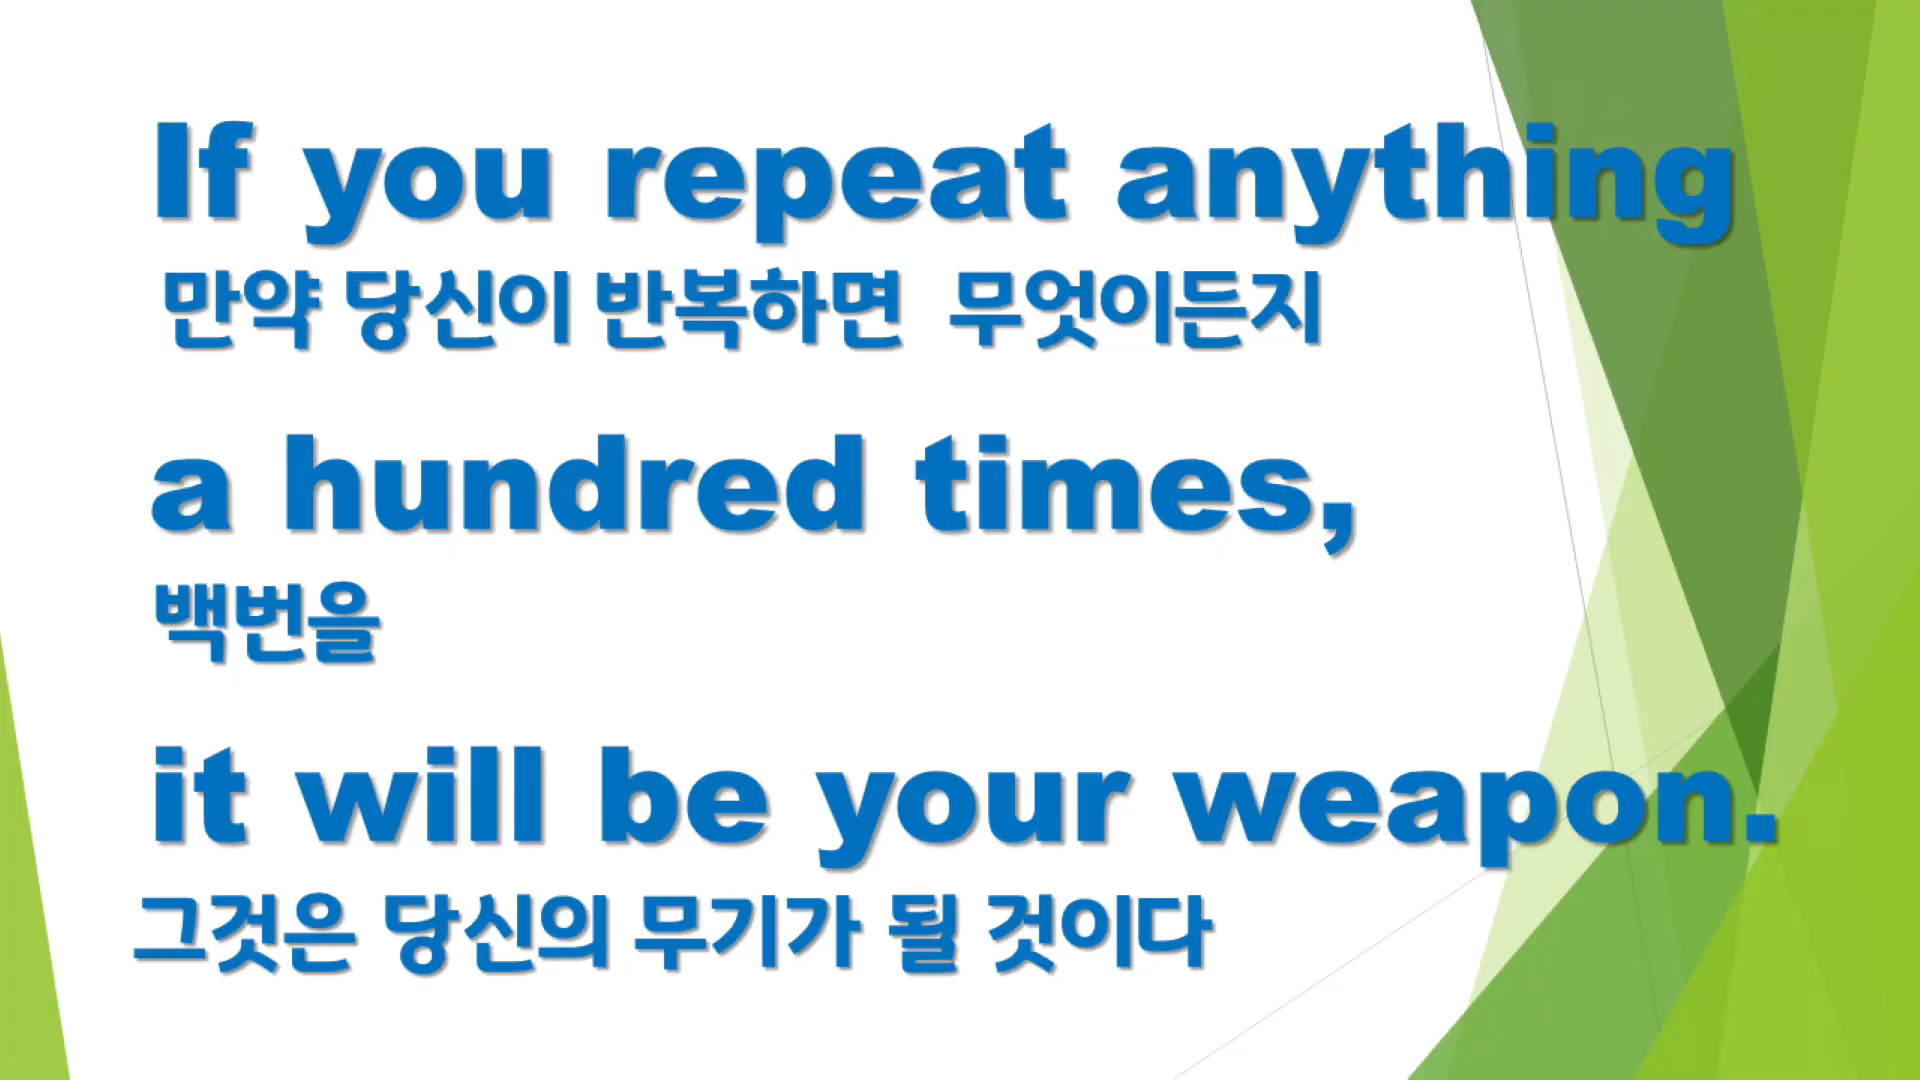 If you repeat anything
만약 당신이 반복하면 무엇이든지
a hundred times,
백번을
it will be your weapon.
그것은 당신의 무기가 될 것이다